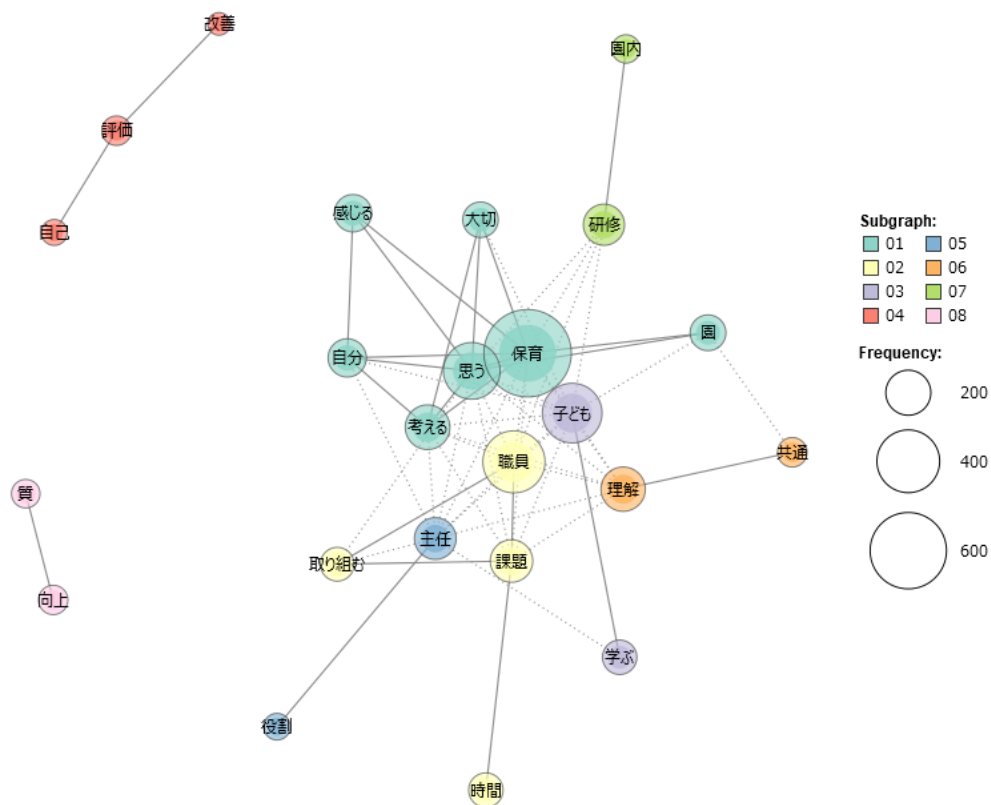 改善
園内
評価
自己
感じる
大切
研修
Subgraph:
01 05
02 06
03 07
04 08
自分
思う
保育
園
Frequency:
200
400
600
考える
子ども
職員
理解
共通
質
向上
主任
取り組む
課題
学ぶ
役割
時間